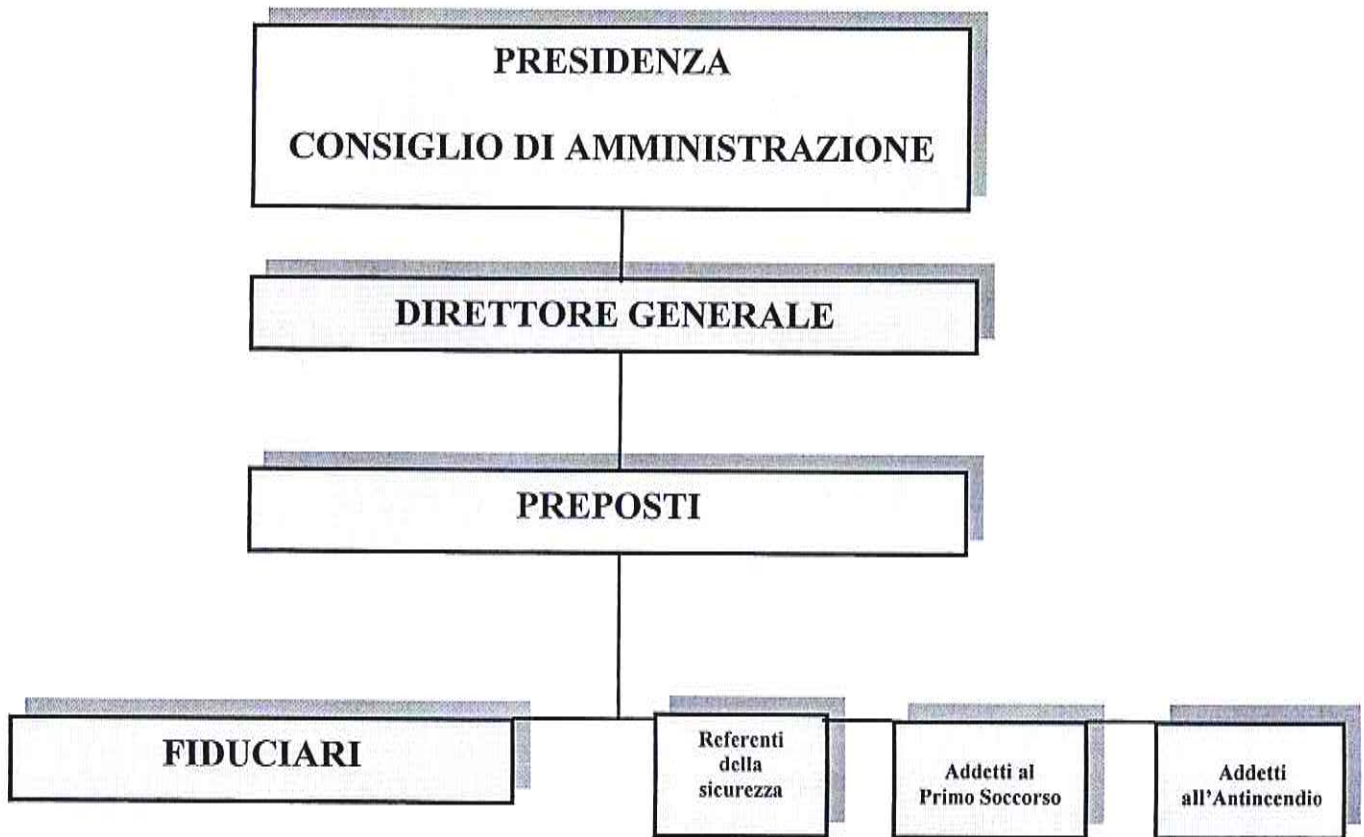 PRESIDENZA
CONSIGLIO DI AMMINISTRAZIONE
DIRETTORE GENERALE
PREPOSTI
FIDUCIARI
Referenti
della
sicurezza
Addetti al
Primo Soccorso
Addetti
all’Antincendio